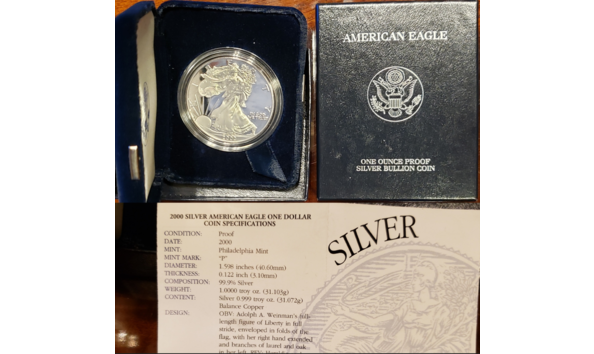 AMERICAN EAGLE
ONE OUNCE PROOF
SILVER BULLION COIN
2000 SILVER AMERICAN EAGLE ONE DOLLAR
COIN SPECIFICATIONS
CONDITION: Proof
DATE: 2000
MINT: Philadelphia Mint
MINT MARK: "P"
DIAMETER: 1.598 inches (40.60mm)
THICKNESS: 0.122 inch (3.10mm)
COMPOSITION: 99.9% Silver
WEIGHT: 1.0000 troy oz. (31.103g)
CONTENT: Silver 0.999 troy oz. (31.072g)
Balance Copper
DESIGN: OBV: Adolph A. Weinman's full-
length figure of Liberty in full
stride, enveloped in folds of the
flag, with her right hand extended
and branches of laurel and oak
in her left.
SILVER